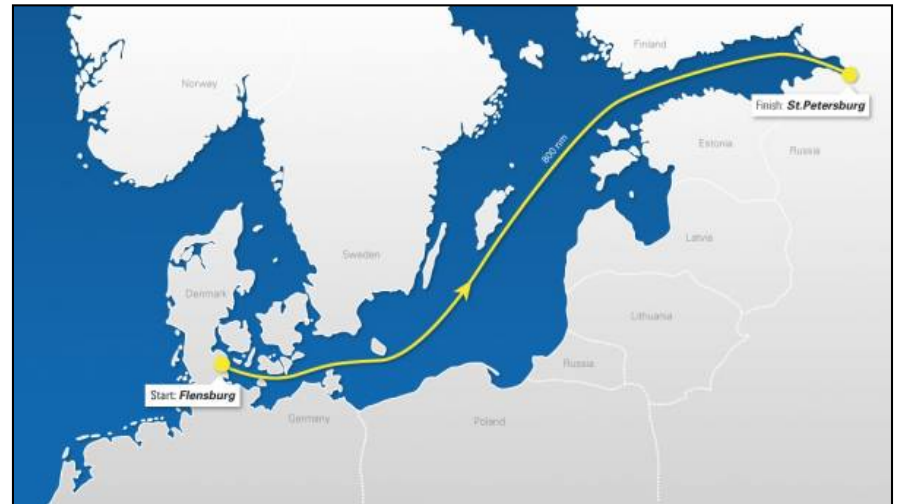 Finland
Norway
Finish: St.Petersburg
800 nm
Estonia
Russia
Latvia
Sweden
Denmark
Lithuania
Russia
Start: Flensburg
Germany
Poland